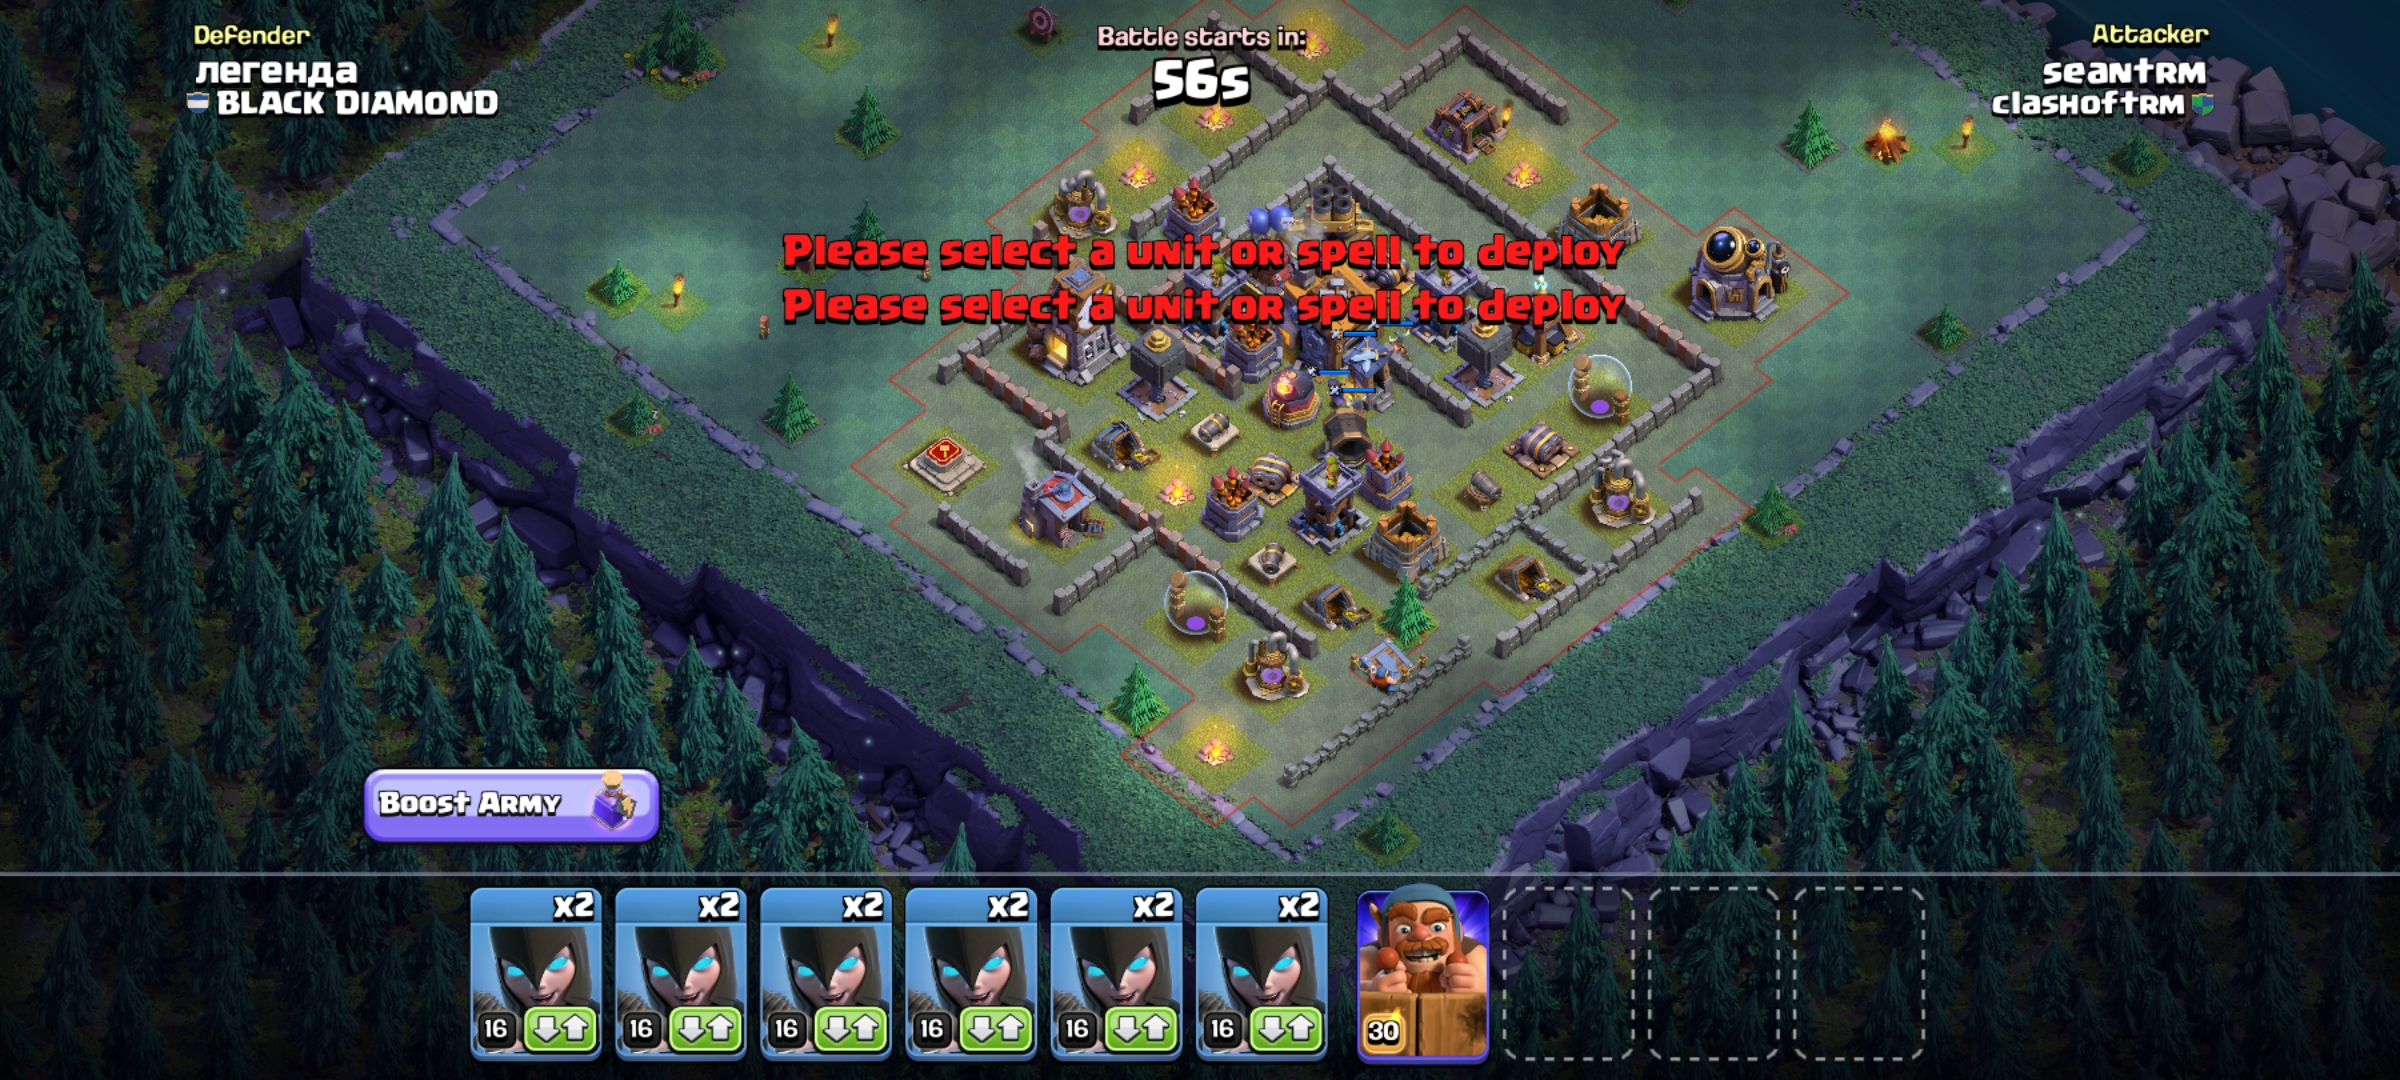 Defender
легенда
BLACK DIAMOND
Battle starts in:
56s
Attacker
seantRM
clashoftRM
Please select a unit or spell to deploy
Please select a unit or spell to deploy
Boost Army
x2 x2 x2 x2 x2 x2
16 16 16 16 16 16 30